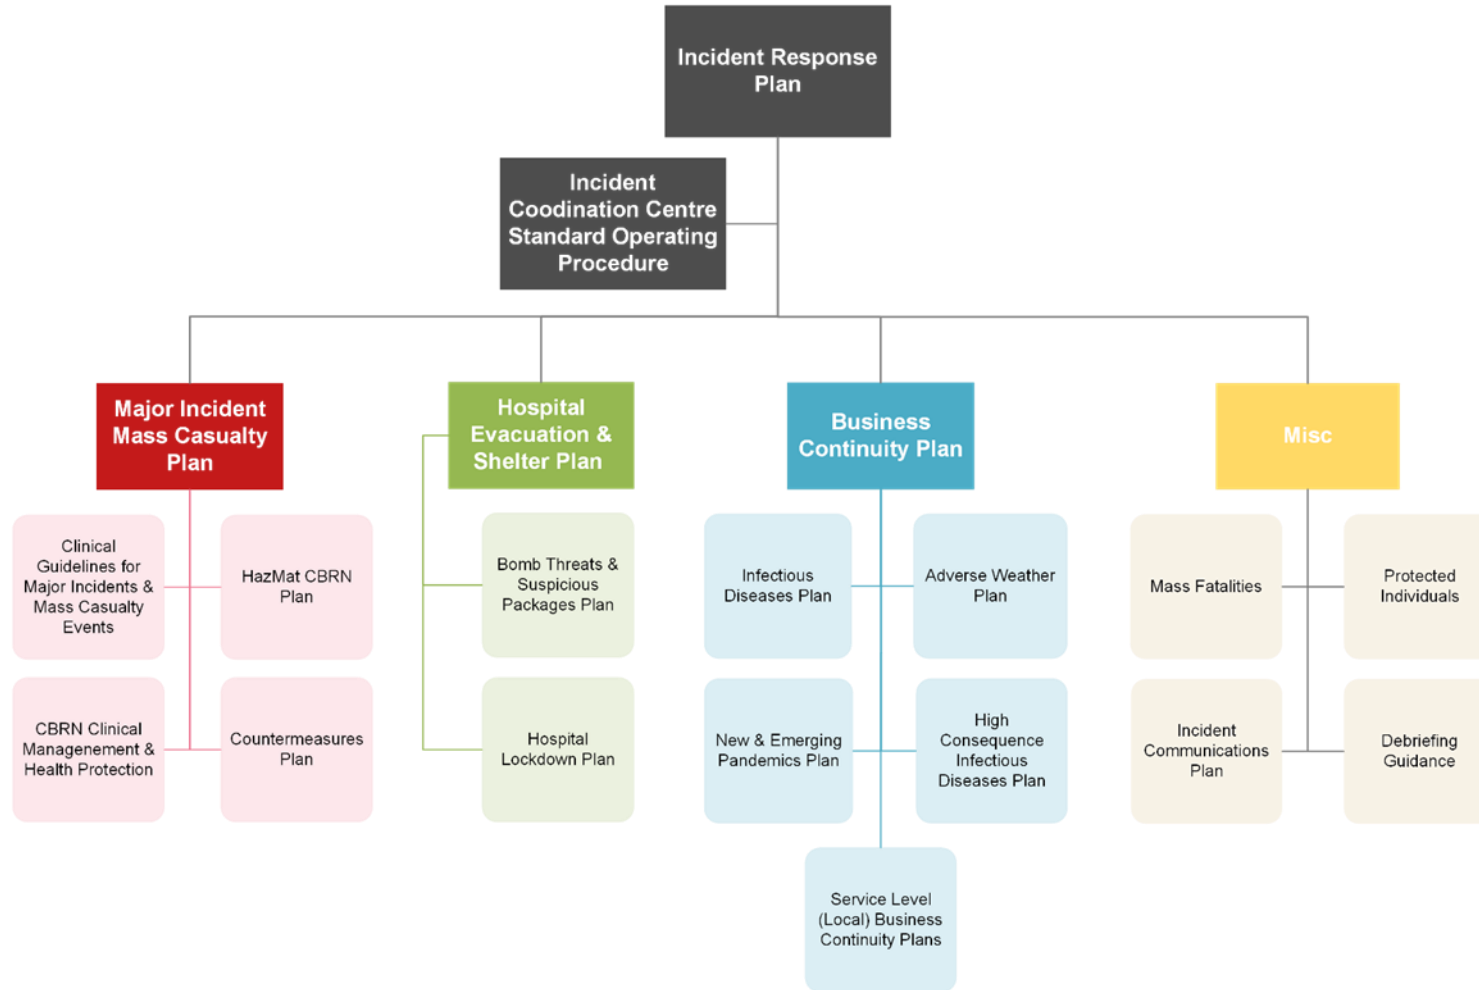 Incident Response
Plan
Incident
Coodination Centre
Standard Operating
Procedure
Major Incident
Mass Casualty
Plan
Hospital
Evacuation &
Shelter Plan
Business
Continuity Plan
Misc
Clinical
Guidelines for
Major Incidents &
Mass Casualty
Events
HazMat CBRN
Plan
CBRN Clinical
Managenement &
Health Protection
Countermeasures
Plan
Bomb Threats &
Suspicious
Packages Plan
Hospital
Lockdown Plan
Infectious
Diseases Plan
Adverse Weather
Plan
New & Emerging
Pandemics Plan
High
Consequence
Infectious
Diseases Plan
Service Level
(Local) Business
Continuity Plans
Mass Fatalities
Protected
Individuals
Incident
Communications
Plan
Debriefing
Guidance